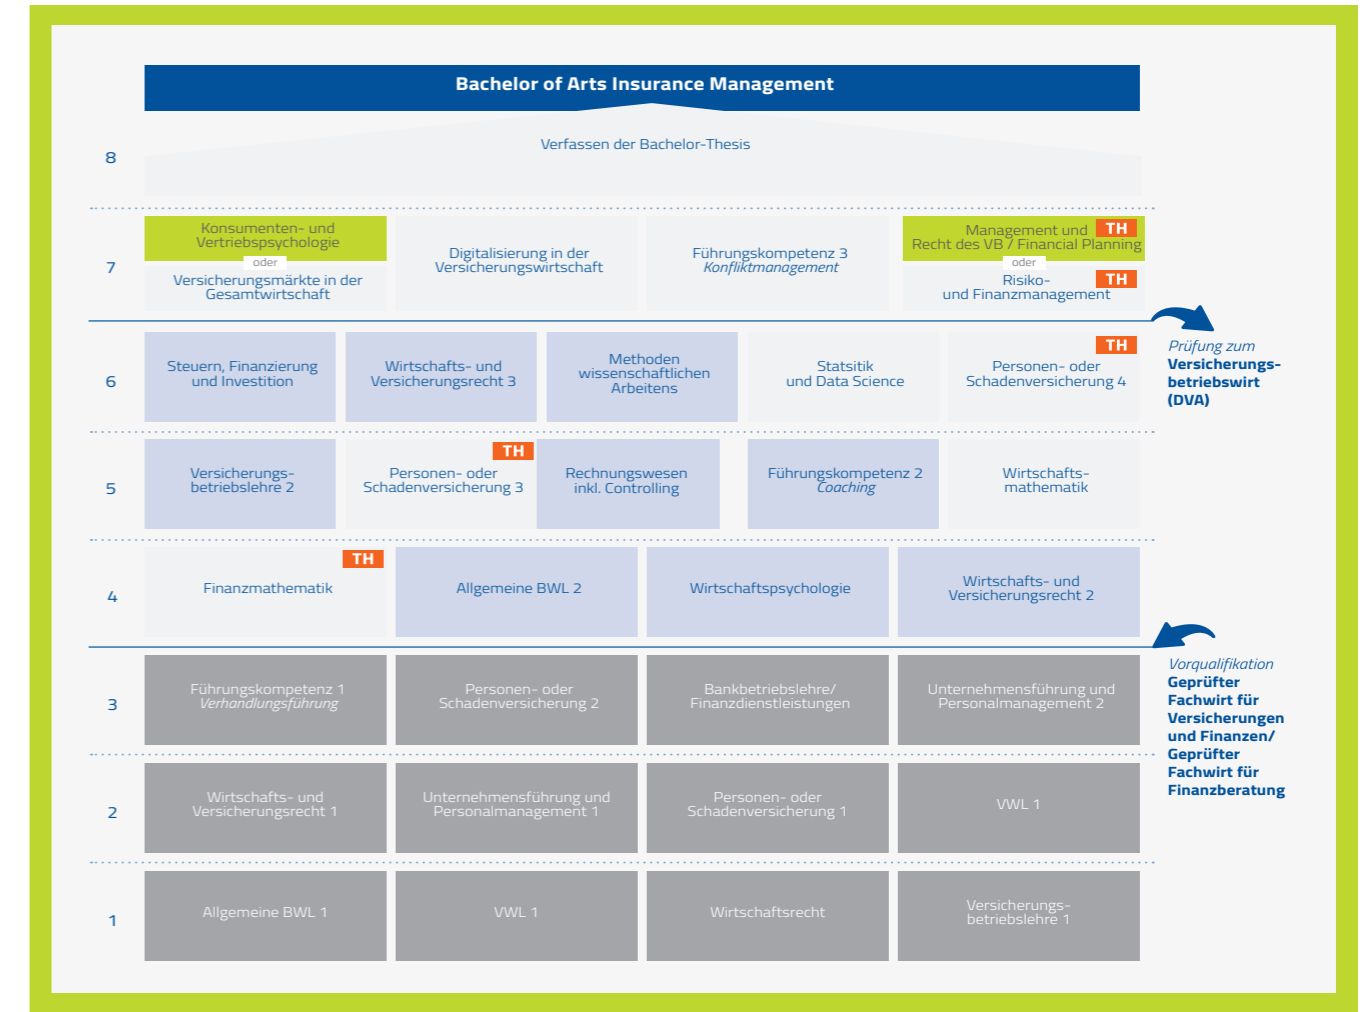 Bachelor of Arts Insurance Management
8
Verfassen der Bachelor-Thesis
7
Konsumenten- und
Vertriebspsychologie
oder
Versicherungsmärkte in der
Gesamtwirtschaft
Digitalisierung in der
Versicherungswirtschaft
Führungskompetenz 3
Konfliktmanagement
Management und
TH
Recht des VB / Financial Planning
oder
Risiko-
TH
und Finanzmanagement
Prüfung zum
Versicherungs-
betriebswirt
(DVA)
6
Steuern, Finanzierung
und Investition
Wirtschafts- und
Versicherungsrecht 3
Methoden
wissenschaftlichen
Arbeitens
Statsitik
und Data Science
TH
Personen- oder
Schadenversicherung 4
5
Versicherungs-
betriebslehre 2
TH
Personen- oder
Schadenversicherung 3
Rechnungswesen
inkl. Controlling
Führungskompetenz 2
Coaching
Wirtschafts-
mathematik
4
TH
Finanzmathematik
Allgemeine BWL 2
Wirtschaftspsychologie
Wirtschafts- und
Versicherungsrecht 2
Vorqualifikation
Geprüfter
Fachwirt für
Versicherungen
und Finanzen/
Geprüfter
Fachwirt für
Finanzberatung
3
Führungskompetenz 1
Verhandlungsführung
Personen- oder
Schadenversicherung 2
Bankbetriebslehre/
Finanzdienstleistungen
Unternehmensführung und
Personalmanagement 2
2
Wirtschafts- und
Versicherungsrecht 1
Unternehmensführung und
Personalmanagement 1
Personen- oder
Schadenversicherung 1
VWL 1
1
Allgemeine BWL 1
VWL 1
Wirtschaftsrecht
Versicherungs-
betriebslehre 1